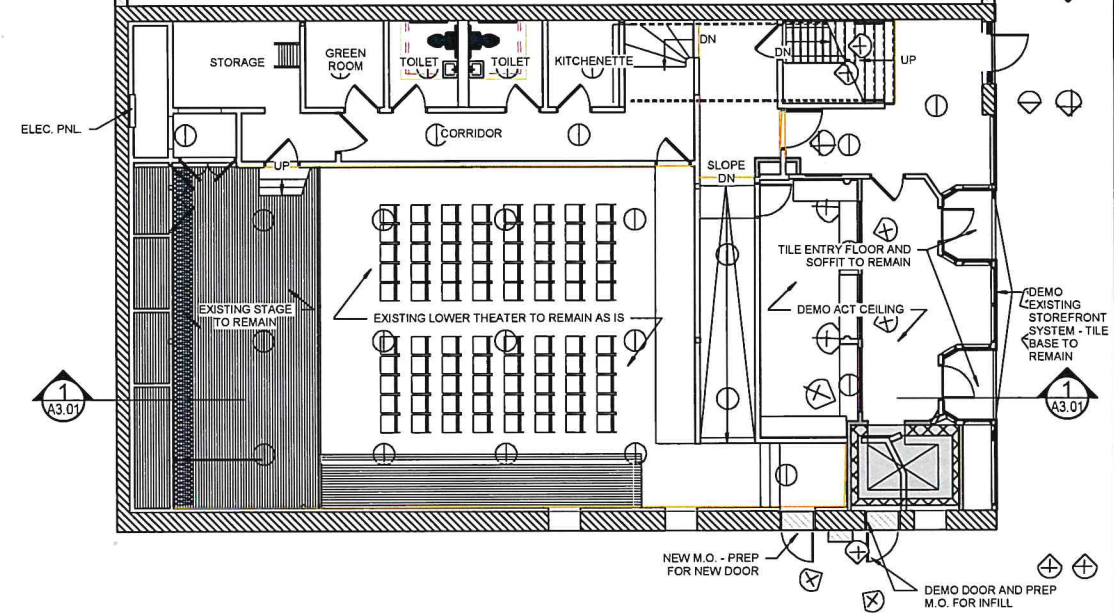 DN
STORAGE
GREEN
ROOM
TOILET
TOILET
KITCHENETTE
DN
UP
ELEC. PNL.
CORRIDOR
UP
SLOPE
DN
TILE ENTRY FLOOR AND
SOFFIT TO REMAIN
EXISTING STAGE
TO REMAIN
EXISTING LOWER THEATER TO REMAIN AS IS
DEMO ACT CEILING
DEMO
EXISTING
STOREFRONT
SYSTEM - TILE
BASE TO
REMAIN
1
A3.01
1
A3.01
NEW M.O. - PREP
FOR NEW DOOR
DEMO DOOR AND PREP
M.O. FOR INFILL